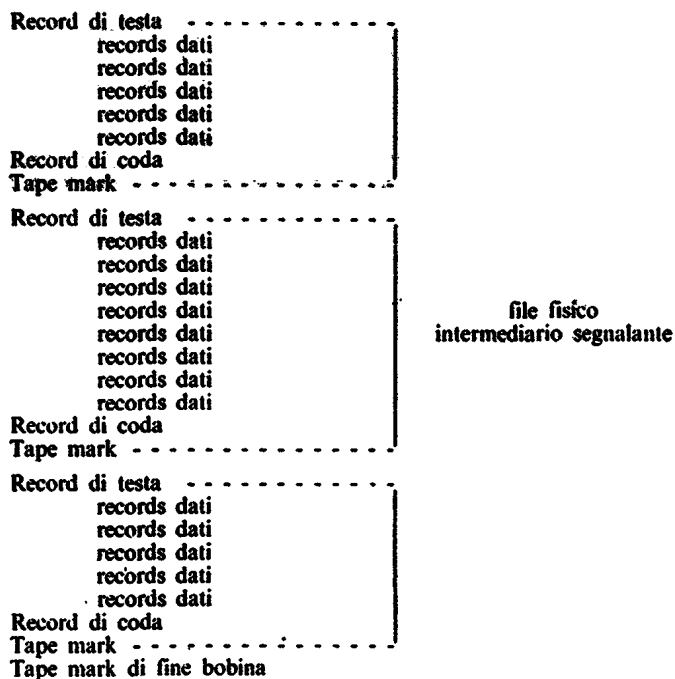 Record di testa
records dati
records dati
records dati
records dati
records dati
Record di coda
Tape mark
Record di testa
records dati
records dati
records dati
records dati
records dati
records dati
records dati
records dati
Record di coda
Tape mark
file fisico
intermediario segnalante
Record di testa
records dati
records dati
records dati
records dati
records dati
Record di coda
Tape mark
Tape mark di fine bobina